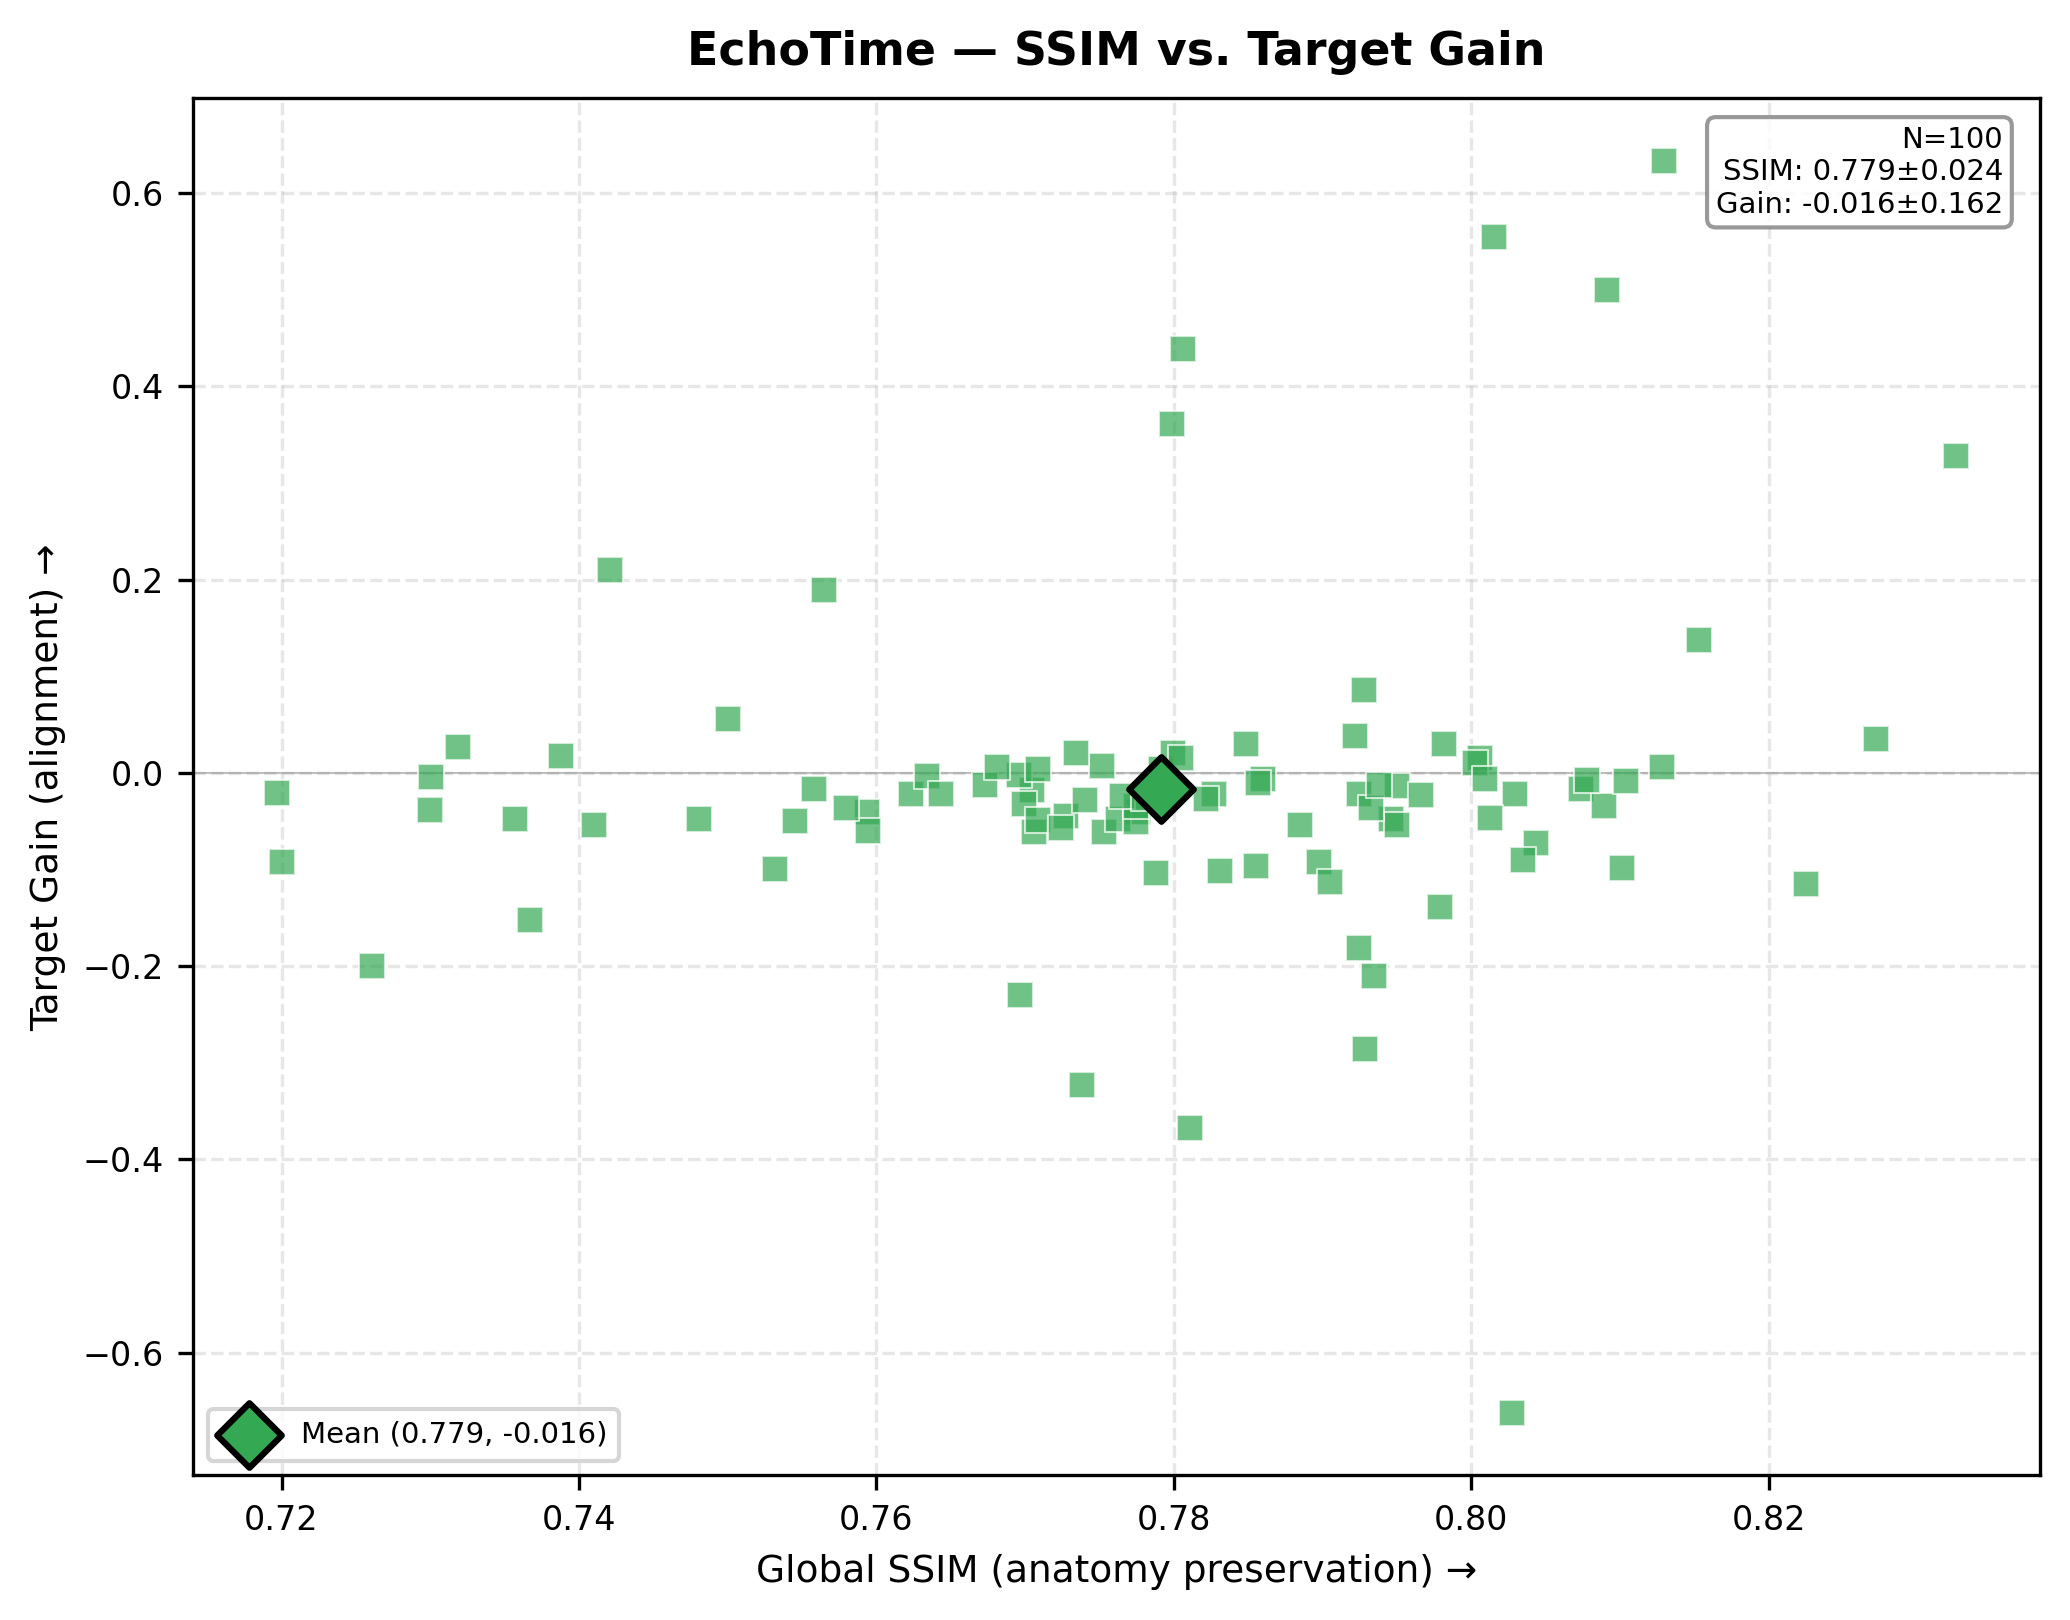 EchoTime — SSIM vs. Target Gain
N=100
SSIM: 0.779±0.024
Gain: -0.016±0.162
Target Gain (alignment) →
0.6
0.4
0.2
0.0
−0.2
−0.4
−0.6
Mean (0.779, -0.016)
0.72 0.74 0.76 0.78 0.80 0.82
Global SSIM (anatomy preservation) →